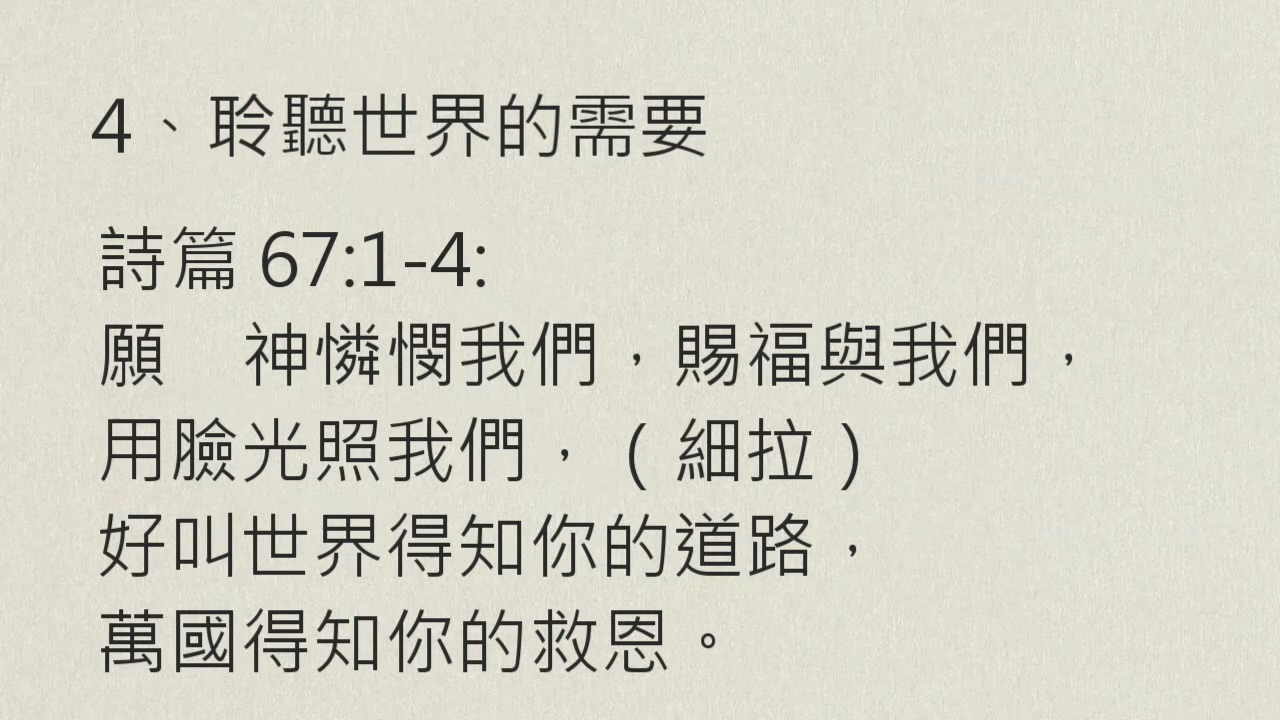 4、聆聽世界的需要
詩篇 67:1-4:
願　神憐憫我們，賜福與我們，
用臉光照我們，（細拉）
好叫世界得知你的道路，
萬國得知你的救恩。